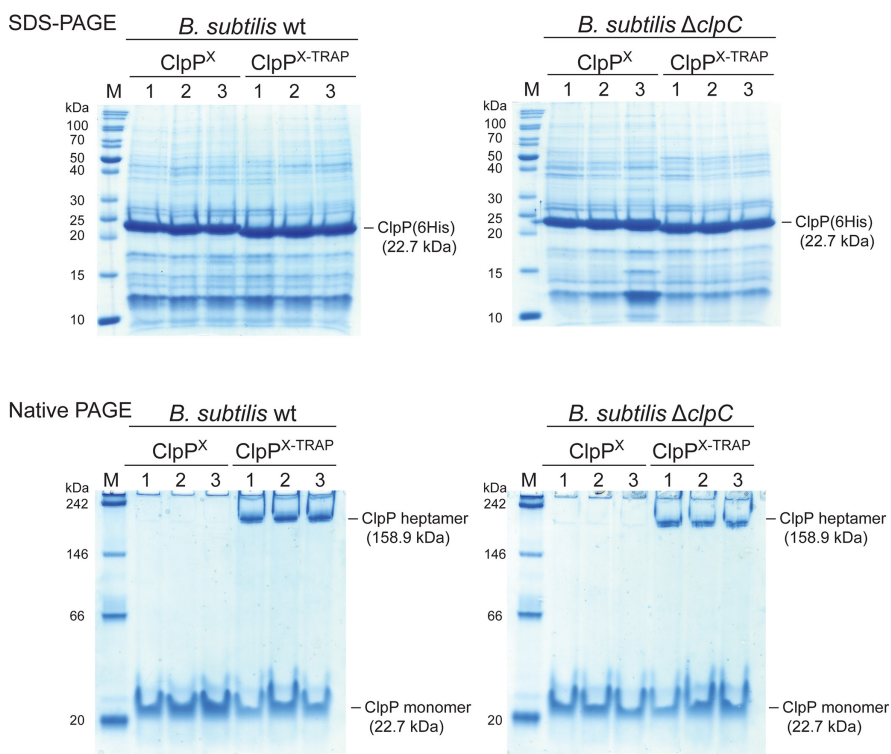 SDS-PAGE
B. subtilis wt
ClpP^X ClpP^X-TRAP
M 1 2 3 1 2 3
kDa
100
70
50
40
30
25
20
15
10
ClpP(6His)
(22.7 kDa)
B. subtilis ΔclpC
ClpP^X ClpP^X-TRAP
M 1 2 3 1 2 3
kDa
100
70
50
40
30
25
20
15
10
ClpP(6His)
(22.7 kDa)
Native PAGE
B. subtilis wt
ClpP^X ClpP^X-TRAP
M 1 2 3 1 2 3
kDa
242
146
66
20
ClpP heptamer
(158.9 kDa)
ClpP monomer
(22.7 kDa)
B. subtilis ΔclpC
ClpP^X ClpP^X-TRAP
M 1 2 3 1 2 3
kDa
242
146
66
20
ClpP heptamer
(158.9 kDa)
ClpP monomer
(22.7 kDa)